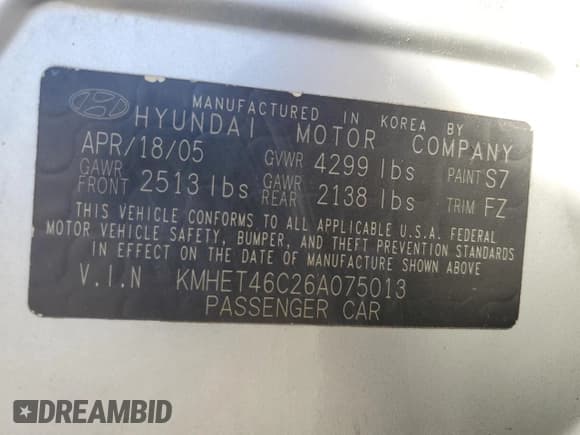 MANUFACTURED IN KOREA BY
HYUNDAI MOTOR COMPANY
APR/18/05 GVWR 4299 lbs PAINT S7
GAWR FRONT 2513 lbs GAWR REAR 2138 lbs TRIM FZ
THIS VEHICLE CONFORMS TO ALL APPLICABLE U.S.A. FEDERAL
MOTOR VEHICLE SAFETY, BUMPER, AND THEFT PREVENTION STANDARDS
IN EFFECT ON THE DATE OF MANUFACTURE SHOWN ABOVE
V.I.N KMHET46C26A075013
PASSENGER CAR
DREAMBID